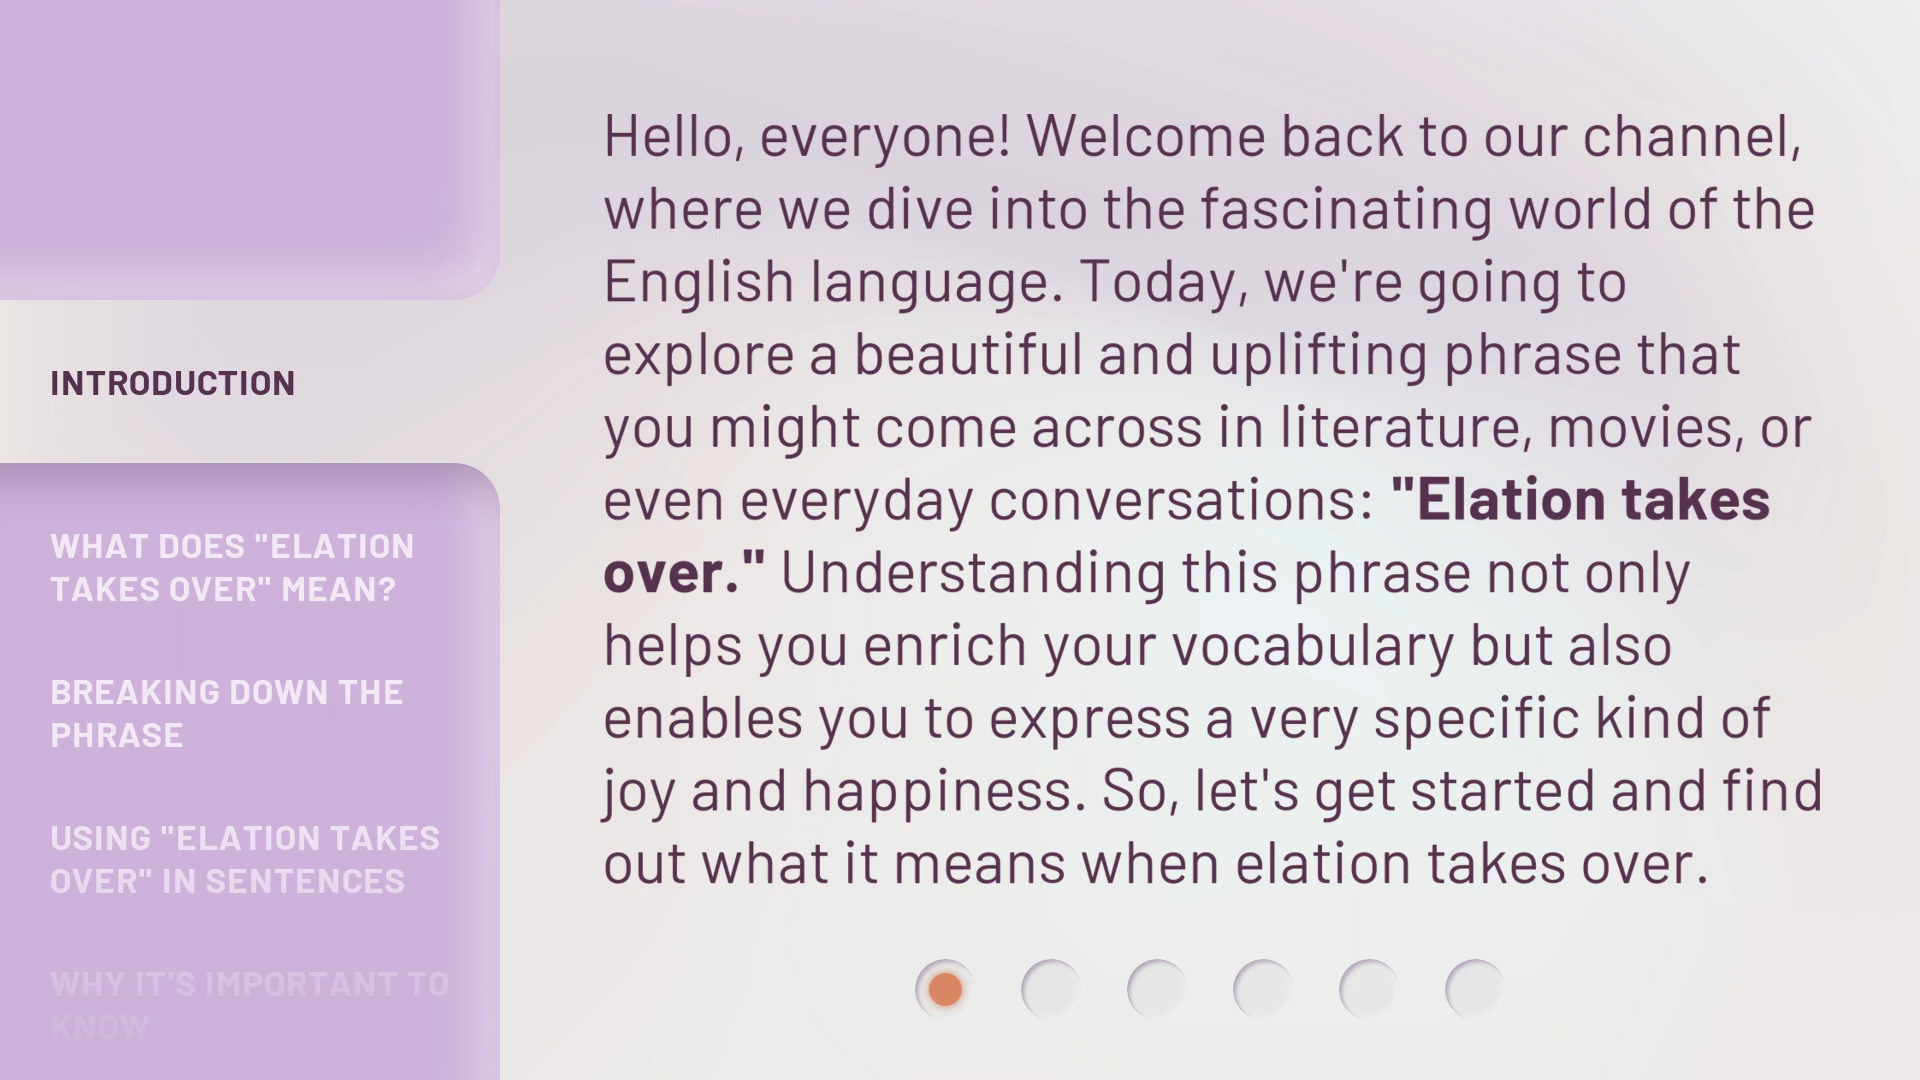 INTRODUCTION
WHAT DOES "ELATION
TAKES OVER" MEAN?
BREAKING DOWN THE
PHRASE
USING "ELATION TAKES
OVER" IN SENTENCES
WHY IT'S IMPORTANT TO
KNOW
Hello, everyone! Welcome back to our channel,
where we dive into the fascinating world of the
English language. Today, we're going to
explore a beautiful and uplifting phrase that
you might come across in literature, movies, or
even everyday conversations: "Elation takes
over." Understanding this phrase not only
helps you enrich your vocabulary but also
enables you to express a very specific kind of
joy and happiness. So, let's get started and find
out what it means when elation takes over.